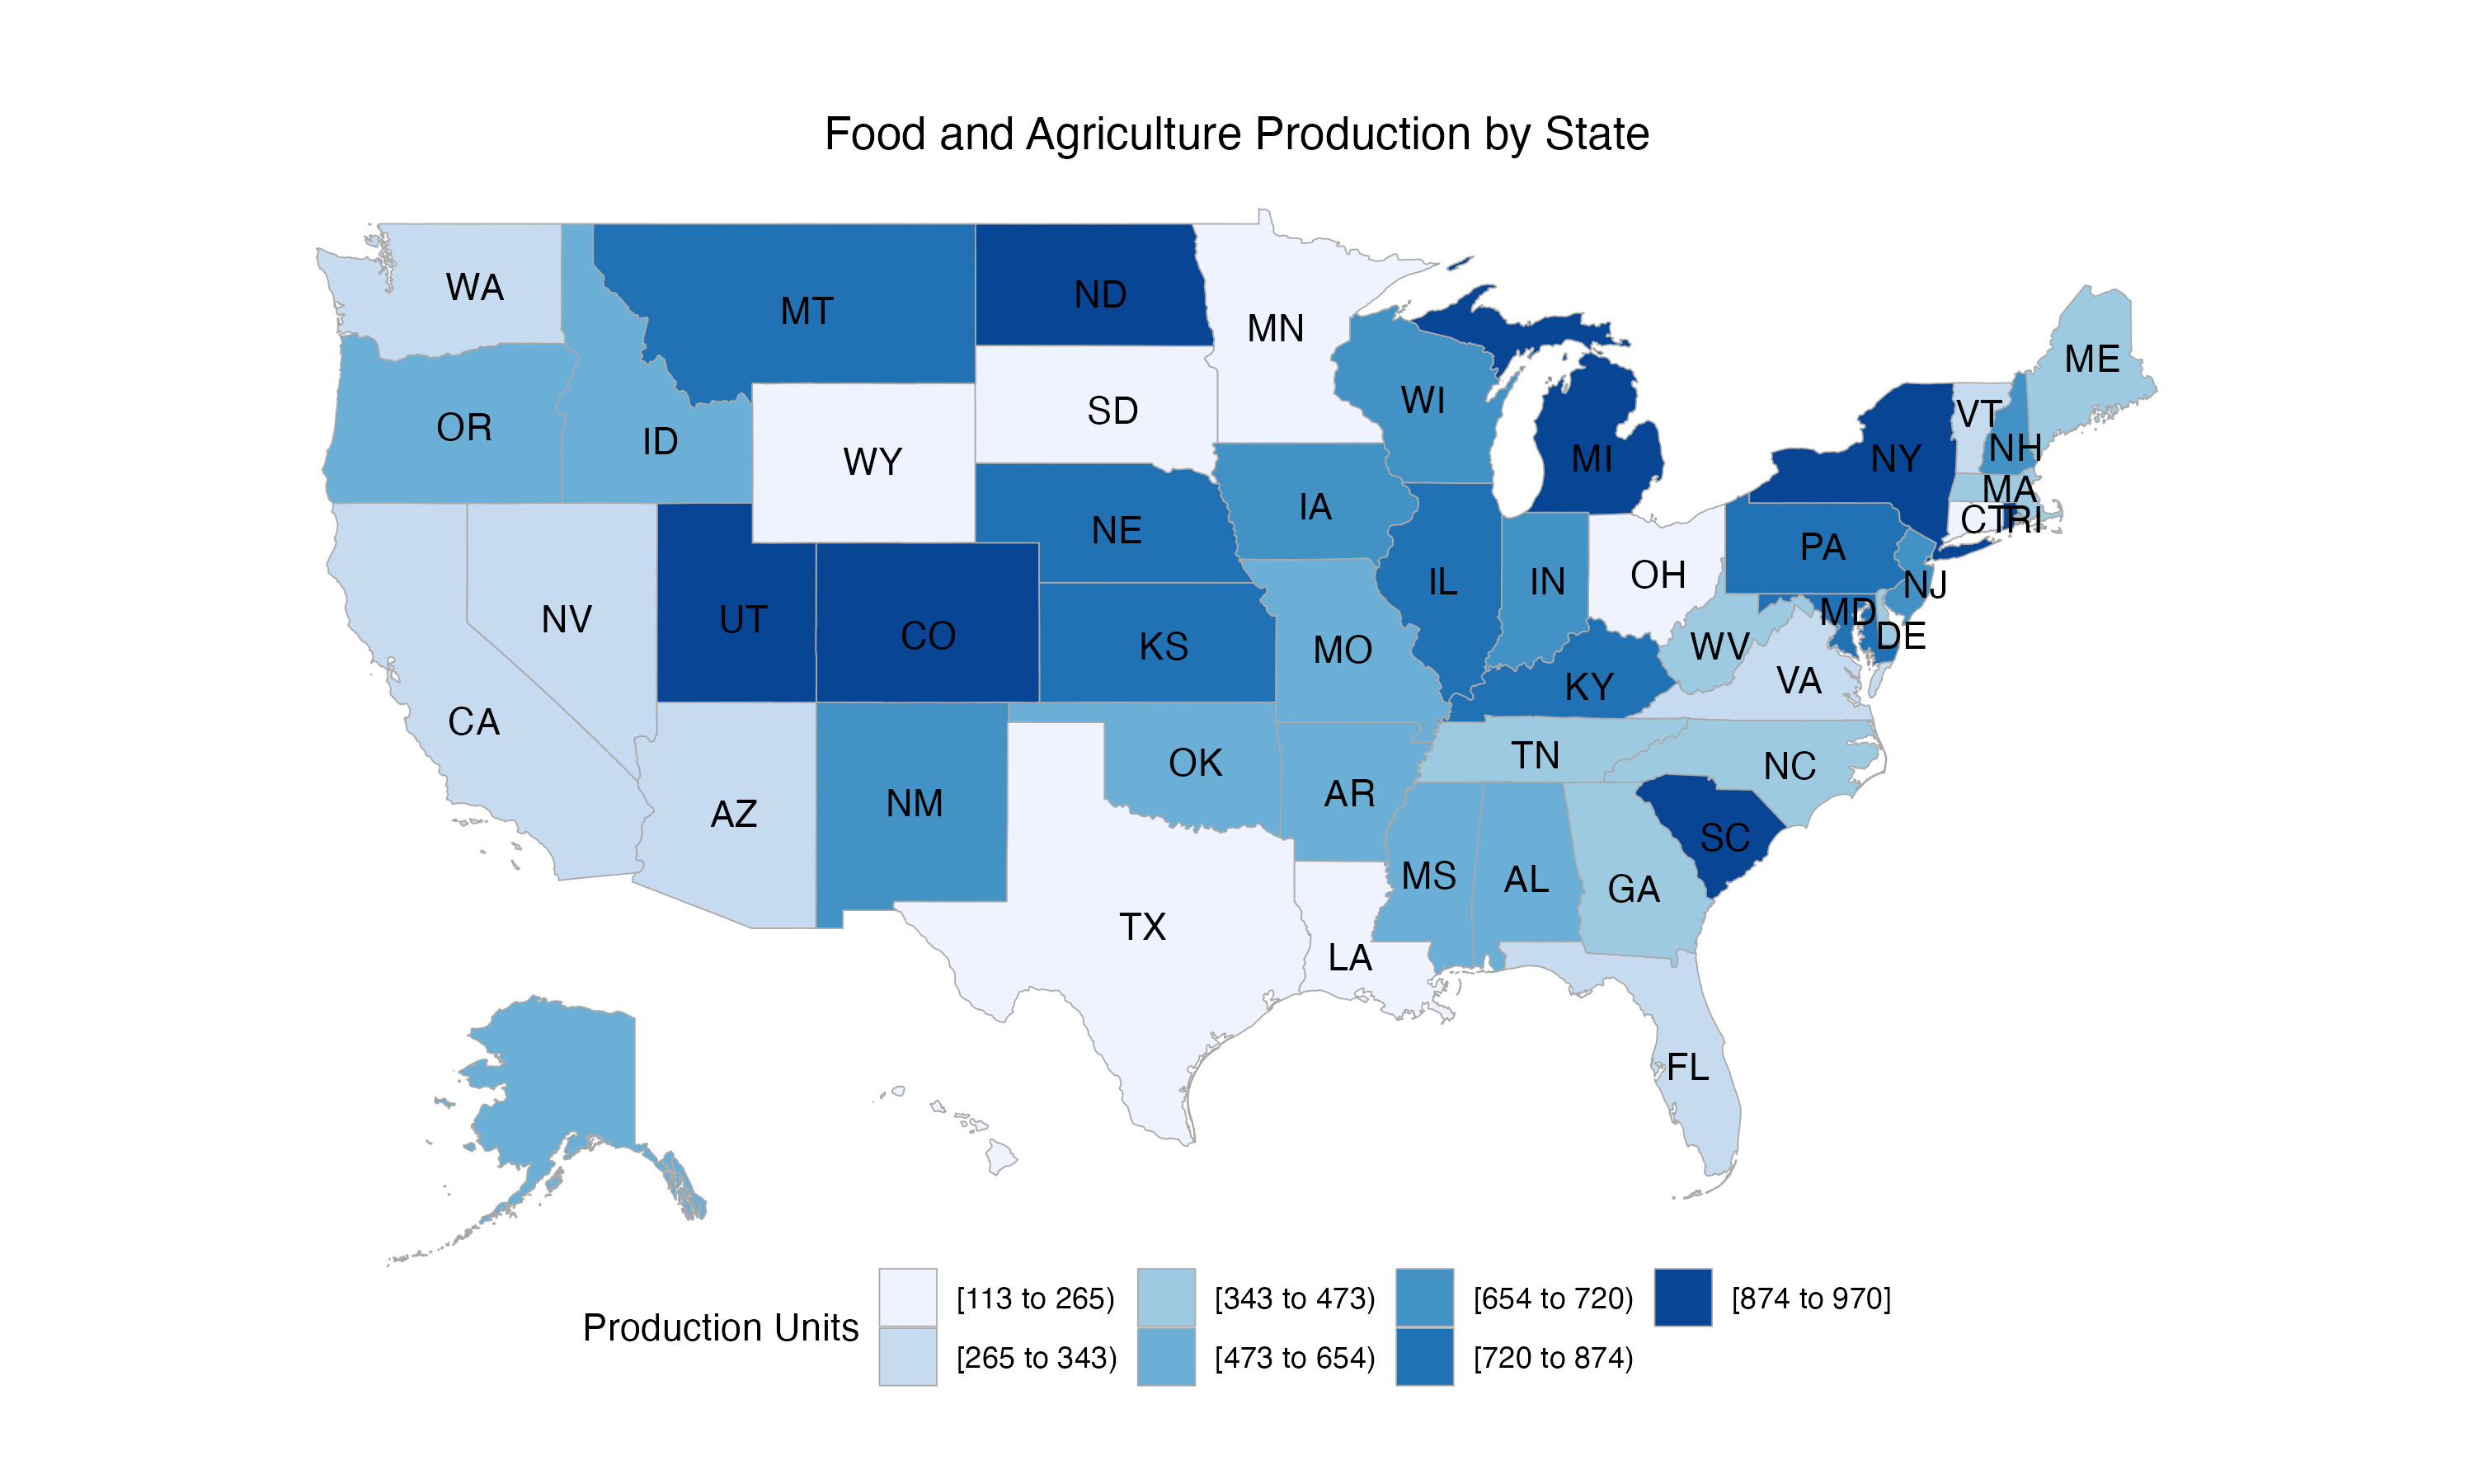 Food and Agriculture Production by State
WA
MT
ND
MN
ME
OR
ID
WY
SD
WI
MI
NY
VT
NH
MA
CT
RI
NE
IA
PA
NJ
NV
UT
CO
KS
MO
IL
IN
OH
MD
DE
WV
VA
KY
CA
AZ
NM
OK
AR
TN
NC
SC
TX
LA
MS
AL
GA
FL
Production Units
[113 to 265)
[265 to 343)
[343 to 473)
[473 to 654)
[654 to 720)
[720 to 874)
[874 to 970]